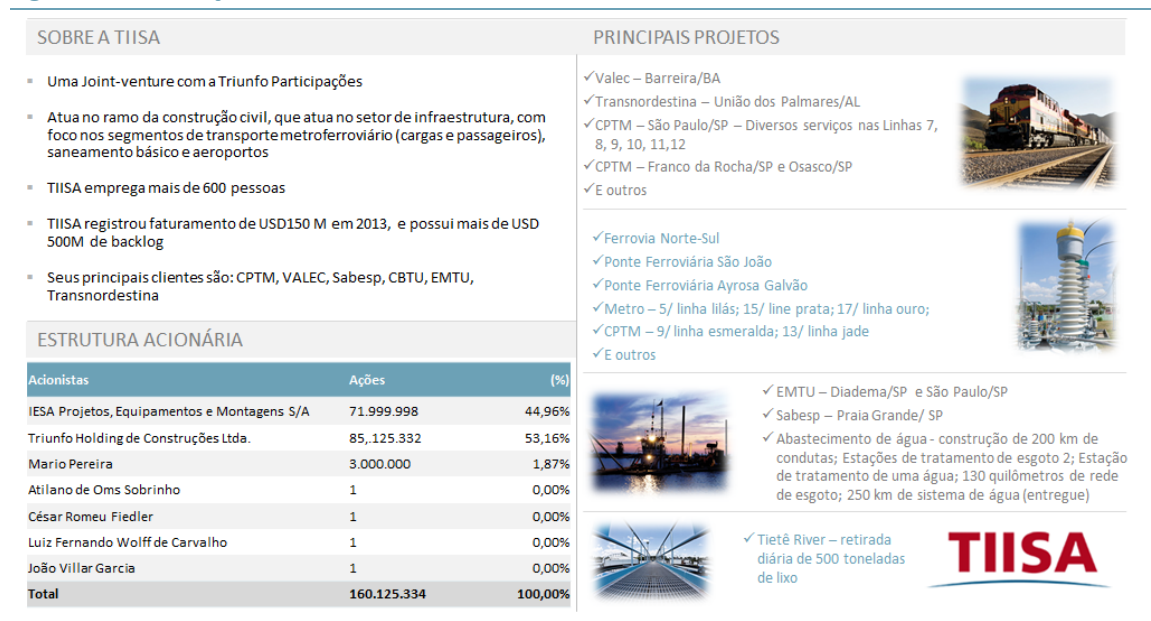 SOBRE A TIISA
Uma Joint-venture com a Triunfo Participações
Atua no ramo da construção civil, que atua no setor de infraestrutura, com
foco nos segmentos de transporte metroferroviário (cargas e passageiros),
saneamento básico e aeroportos
TIISA emprega mais de 600 pessoas
TIISA registrou faturamento de USD150 M em 2013, e possui mais de USD
500M de backlog
Seus principais clientes são: CPTM, VALEC, Sabesp, CBTU, EMTU,
Transnordestina
ESTRUTURA ACIONÁRIA
Acionistas Ações (%)
IESA Projetos, Equipamentos e Montagens S/A 71.999.998 44,96%
Triunfo Holding de Construções Ltda. 85,.125.332 53,16%
Mario Pereira 3.000.000 1,87%
Atilano de Oms Sobrinho 1 0,00%
César Romeu Fiedler 1 0,00%
Luiz Fernando Wolff de Carvalho 1 0,00%
João Villar Garcia 1 0,00%
Total 160.125.334 100,00%
PRINCIPAIS PROJETOS
✓Valec – Barreira/BA
✓Transnordestina – União dos Palmares/AL
✓CPTM – São Paulo/SP – Diversos serviços nas Linhas 7,
8, 9, 10, 11,12
✓CPTM – Franco da Rocha/SP e Osasco/SP
✓E outros
✓Ferrovia Norte-Sul
✓Ponte Ferroviária São João
✓Ponte Ferroviária Ayrosa Galvão
✓Metro – 5/ linha lilás; 15/ line prata; 17/ linha ouro;
✓CPTM – 9/ linha esmeralda; 13/ linha jade
✓E outros
✓EMTU – Diadema/SP e São Paulo/SP
✓Sabesp – Praia Grande/ SP
✓Abastecimento de água - construção de 200 km de
condutas; Estações de tratamento de esgoto 2; Estação
de tratamento de uma água; 130 quilômetros de rede
de esgoto; 250 km de sistema de água (entregue)
✓Tietê River – retirada
diária de 500 toneladas
de lixo
TIISA